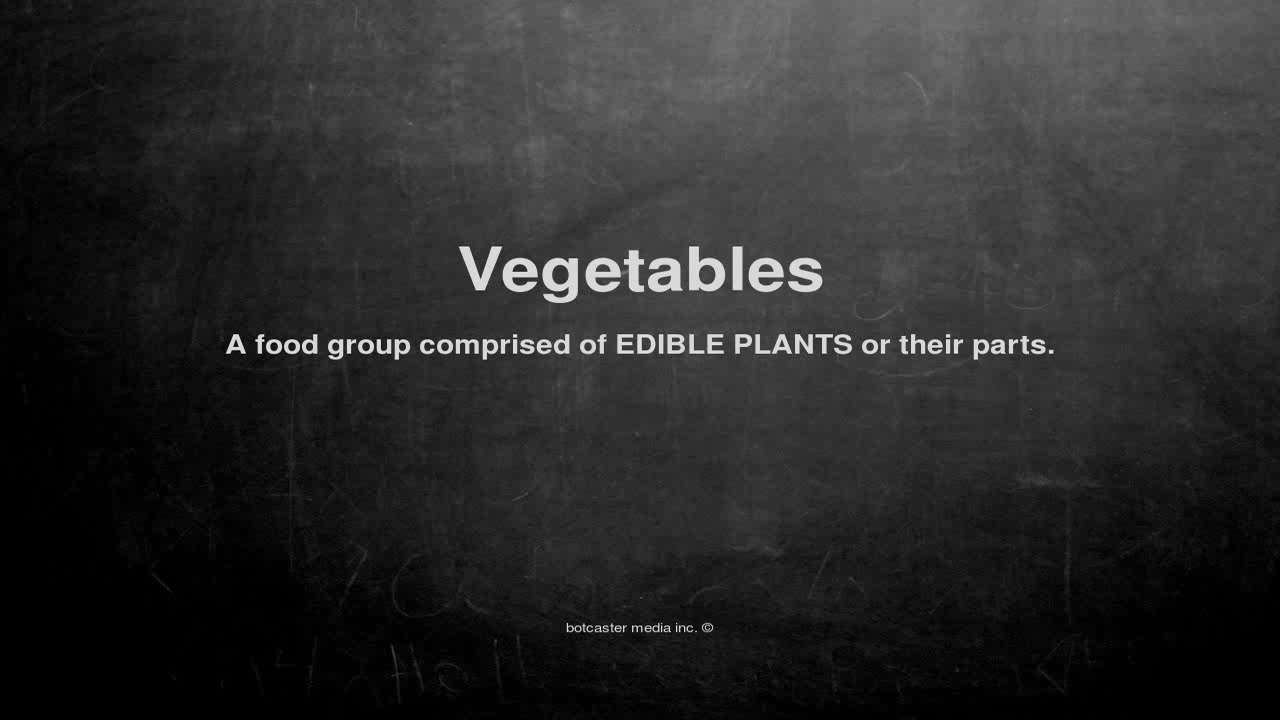 Vegetables
A food group comprised of EDIBLE PLANTS or their parts.
botcaster media inc. ©